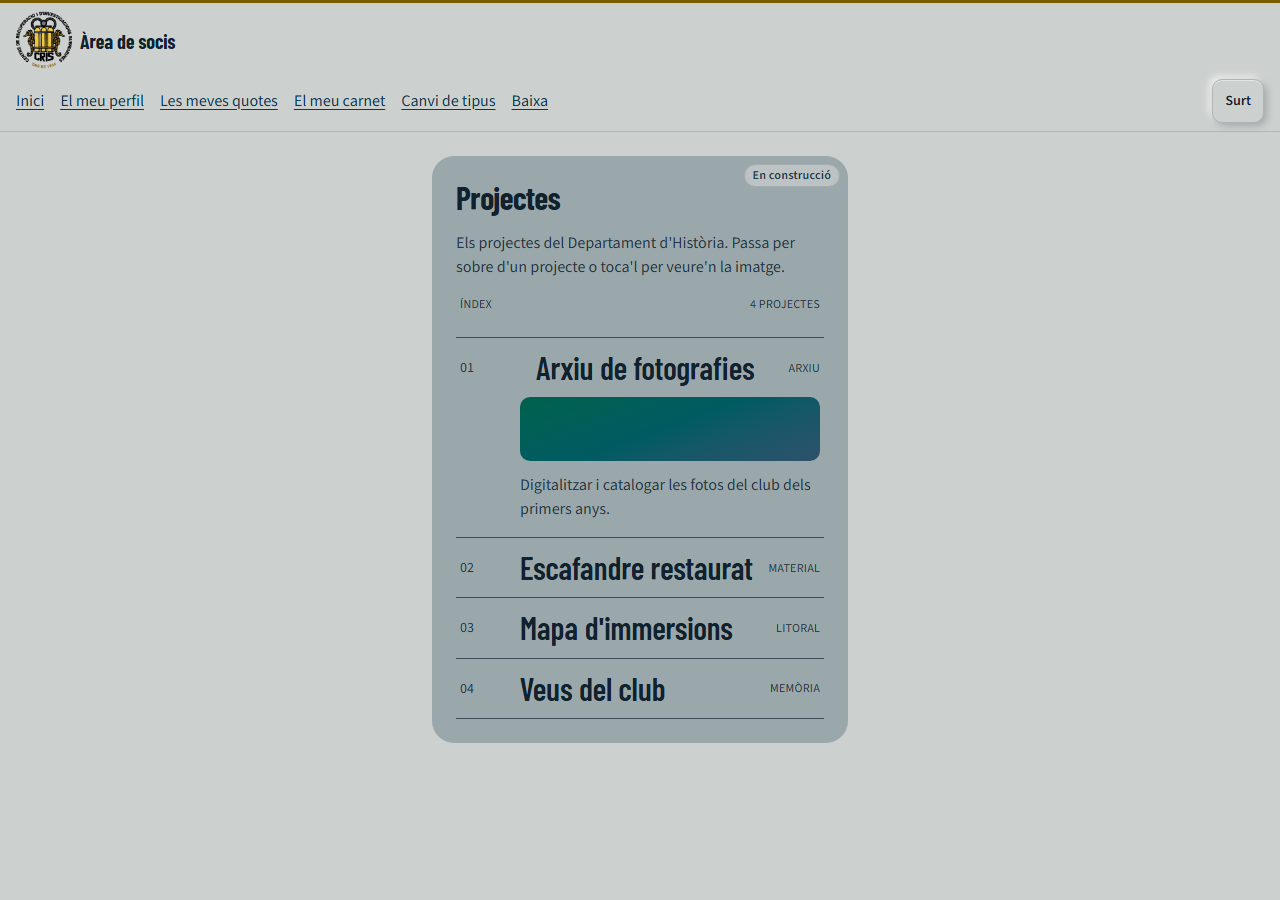 CRIS
Àrea de socis
Inici
El meu perfil
Les meves quotes
El meu carnet
Canvi de tipus
Baixa
Surt
En construcció
Projectes
Els projectes del Departament d'Història. Passa per
sobre d'un projecte o toca'l per veure'n la imatge.
ÍNDEX
4 PROJECTES
01
Arxiu de fotografies
ARXIU
Digitalitzar i catalogar les fotos del club dels
primers anys.
02
Escafandre restaurat
MATERIAL
03
Mapa d'immersions
LITORAL
04
Veus del club
MEMÒRIA